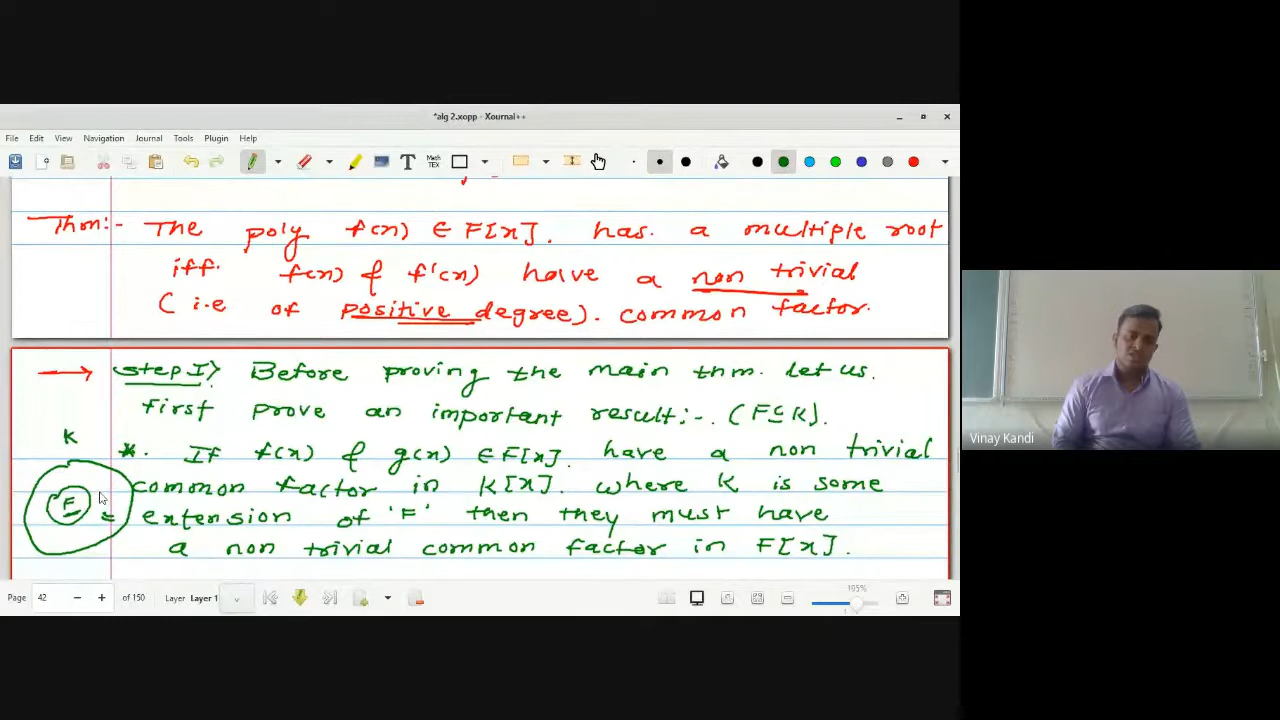 *alg 2.xopp - Xournal++
File Edit View Navigation Journal Tools Plugin Help
Thm:- The poly f(x) ∈ F[x]. has. a multiple root
iff. f(x) & f'(x) have a non trivial
( i.e of positive degree). common factor.
→ step I> Before proving the main thm. let us.
first prove an important result:-. (F⊆K).
K
*. If f(x) & g(x) ∈ F[x]. have a non trivial
common factor in K[x]. where K is some
F = extension of 'F' then they must have
a non trivial common factor in F[x].
Vinay Kandi
Page 42 of 150 Layer Layer 1 195%